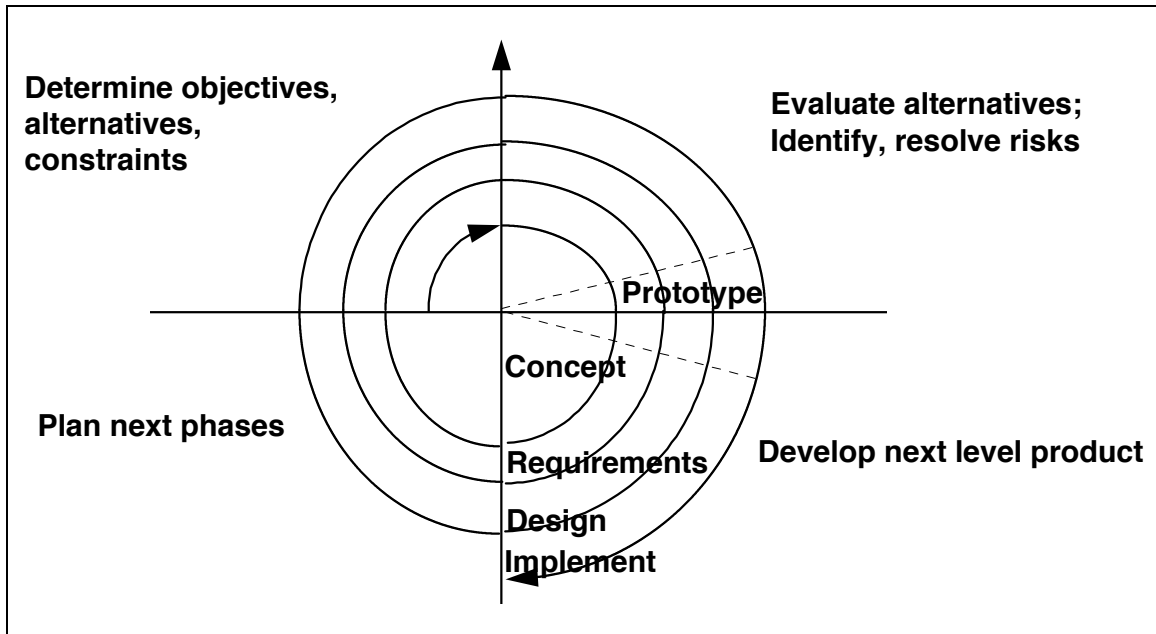 Determine objectives,
alternatives,
constraints
Evaluate alternatives;
Identify, resolve risks
Prototype
Concept
Plan next phases
Develop next level product
Requirements
Design
Implement